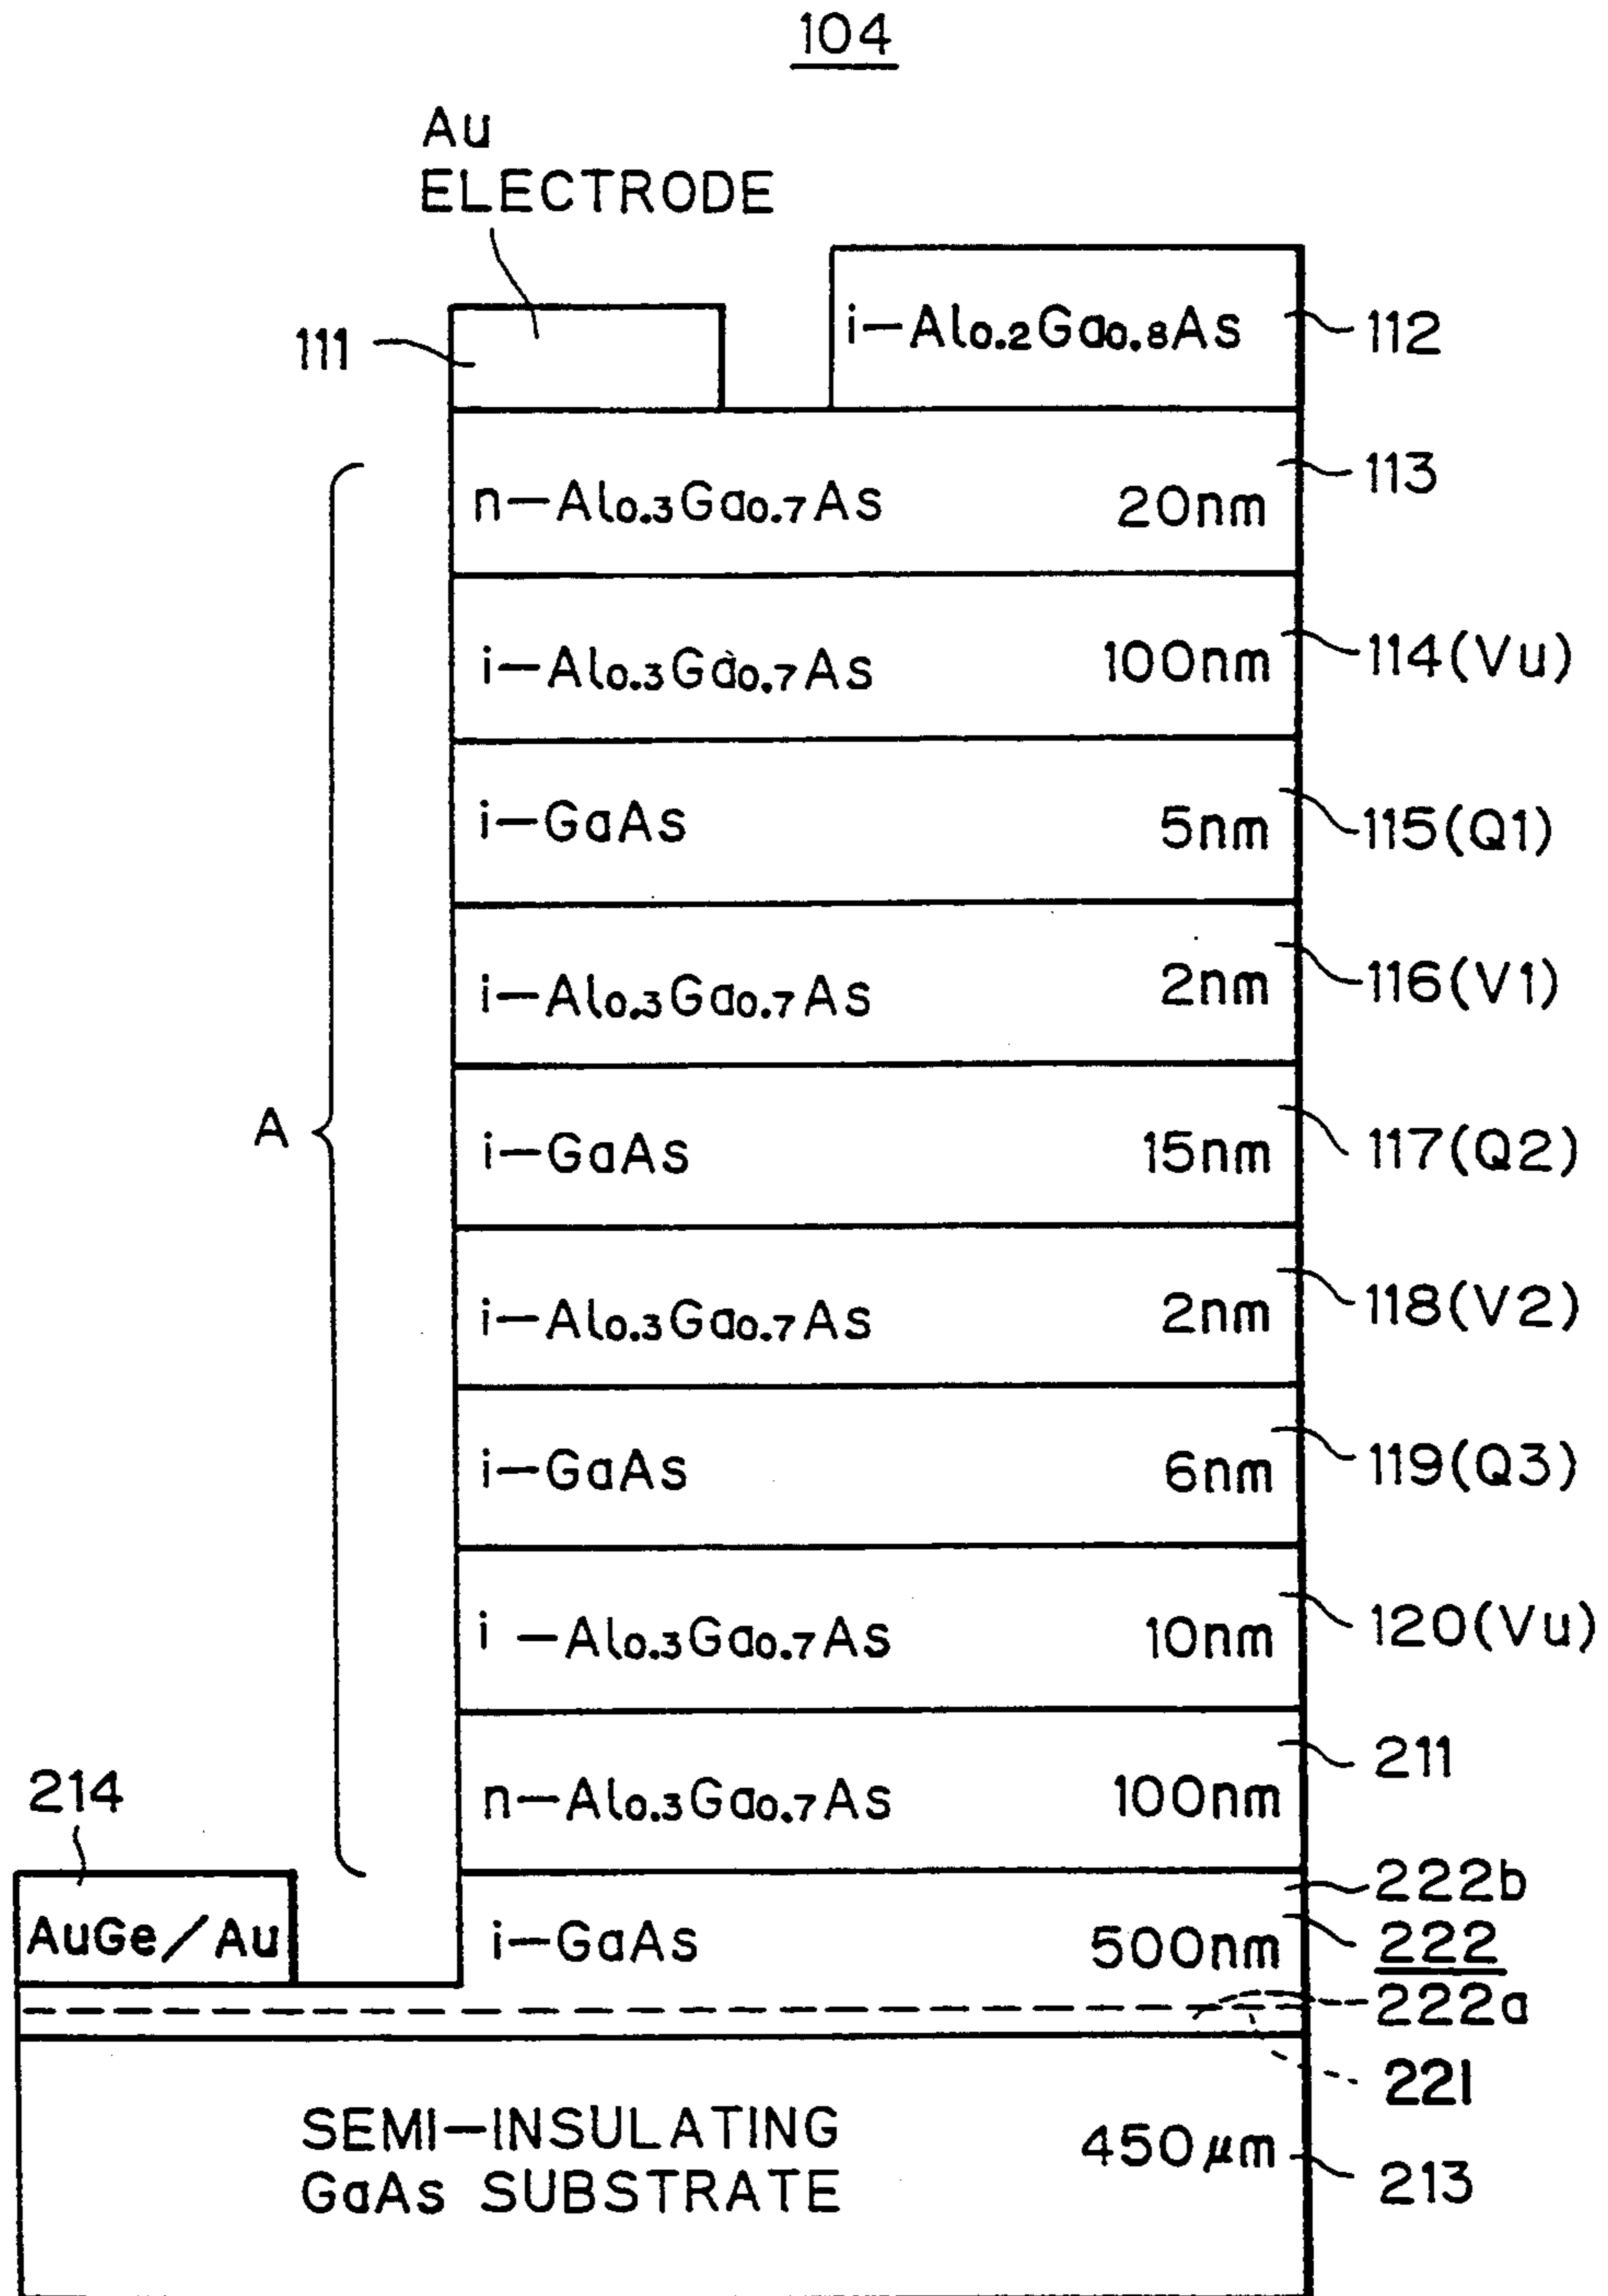 104
Au
ELECTRODE
111
i-Al0.2Ga0.8As
112
n-Al0.3Ga0.7As 20nm
113
i-Al0.3Ga0.7As 100nm
114(Vu)
i-GaAs 5nm
115(Q1)
i-Al0.3Ga0.7As 2nm
116(V1)
A
i-GaAs 15nm
117(Q2)
i-Al0.3Ga0.7As 2nm
118(V2)
i-GaAs 6nm
119(Q3)
i-Al0.3Ga0.7As 10nm
120(Vu)
n-Al0.3Ga0.7As 100nm
211
214
AuGe/Au
i-GaAs 500nm
222b
222
222a
221
SEMI-INSULATING
GaAs SUBSTRATE
450μm
213